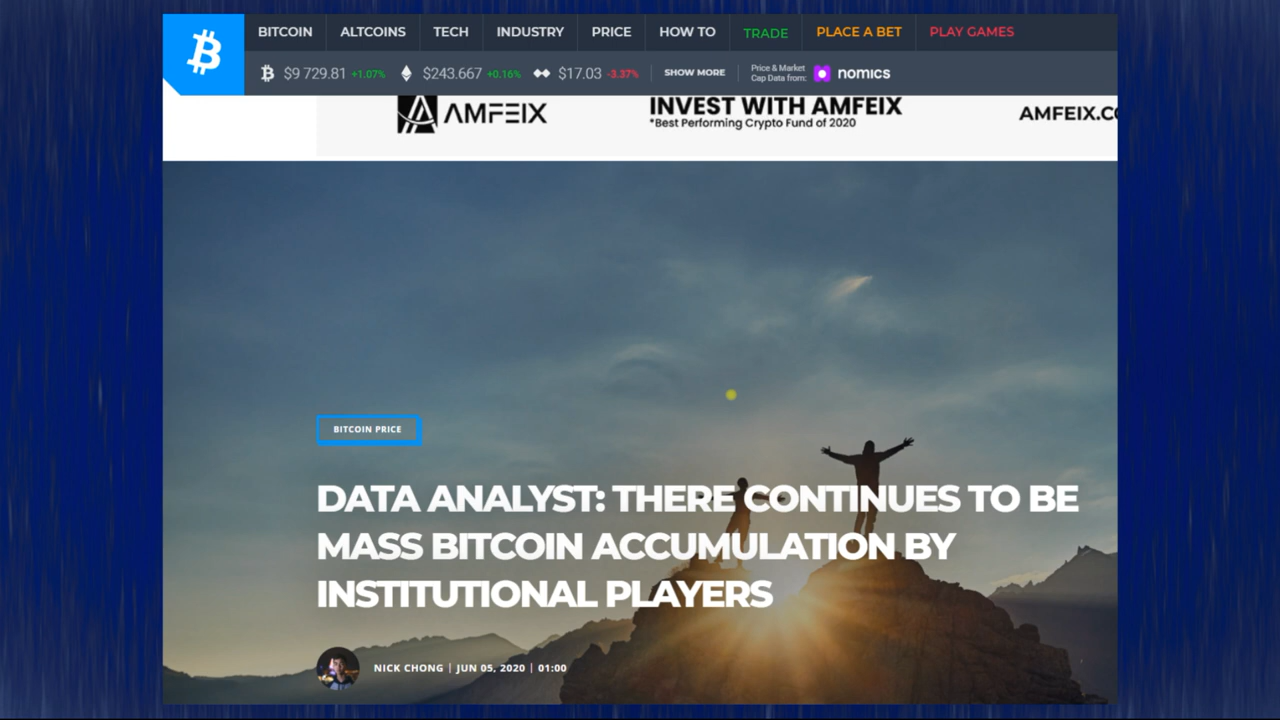 BITCOIN ALTCOINS TECH INDUSTRY PRICE HOW TO TRADE PLACE A BET PLAY GAMES
$9 729.81 +1.07% $243.667 +0.16% $17.03 -3.37% SHOW MORE Price & Market
Cap Data from: nomics
AMFEIX INVEST WITH AMFEIX AMFEIX.CO
*Best Performing Crypto Fund of 2020
BITCOIN PRICE
DATA ANALYST: THERE CONTINUES TO BE
MASS BITCOIN ACCUMULATION BY
INSTITUTIONAL PLAYERS
NICK CHONG | JUN 05, 2020 | 01:00